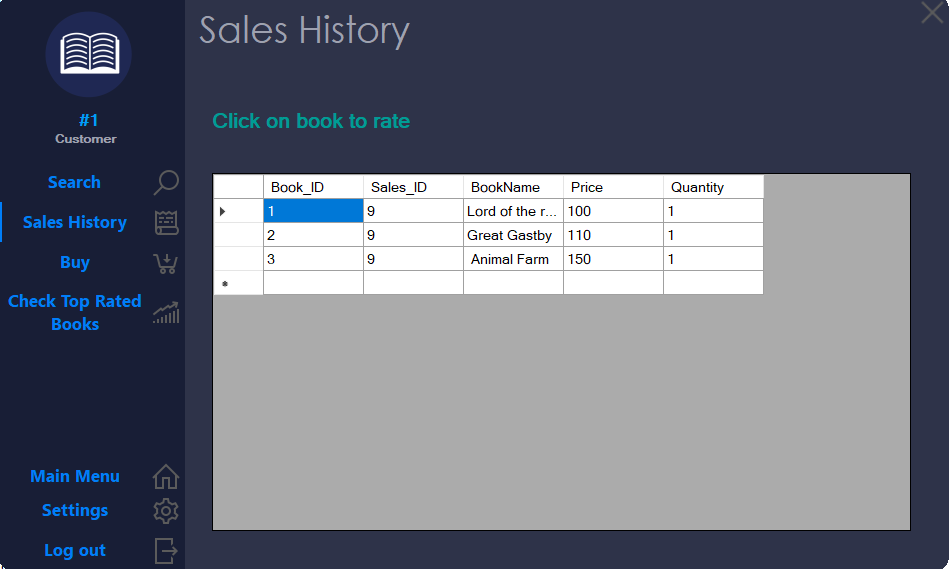 Sales History
#1
Customer
Click on book to rate
Search
Sales History
Buy
Check Top Rated
Books
Main Menu
Settings
Log out
Book_ID Sales_ID BookName Price Quantity
1 9 Lord of the r... 100 1
2 9 Great Gastby 110 1
3 9 Animal Farm 150 1